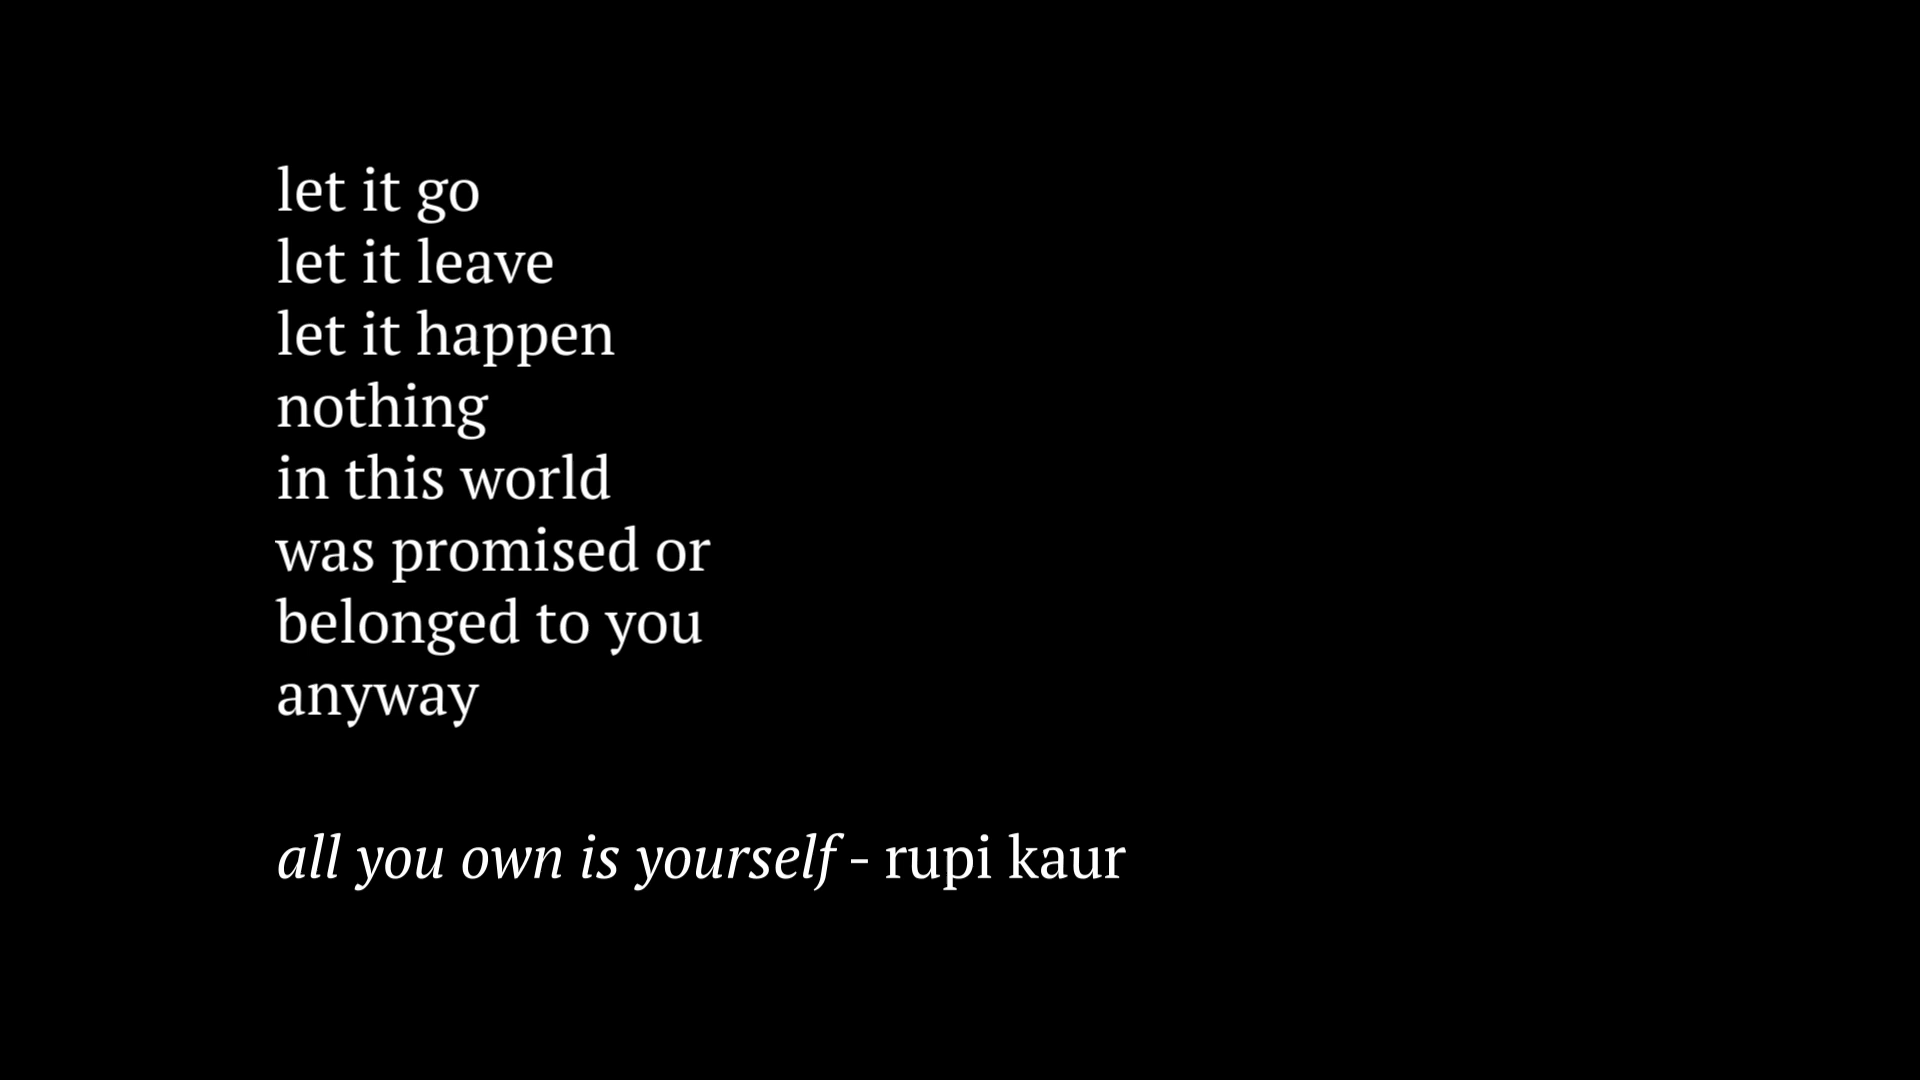 let it go
let it leave
let it happen
nothing
in this world
was promised or
belonged to you
anyway
all you own is yourself - rupi kaur